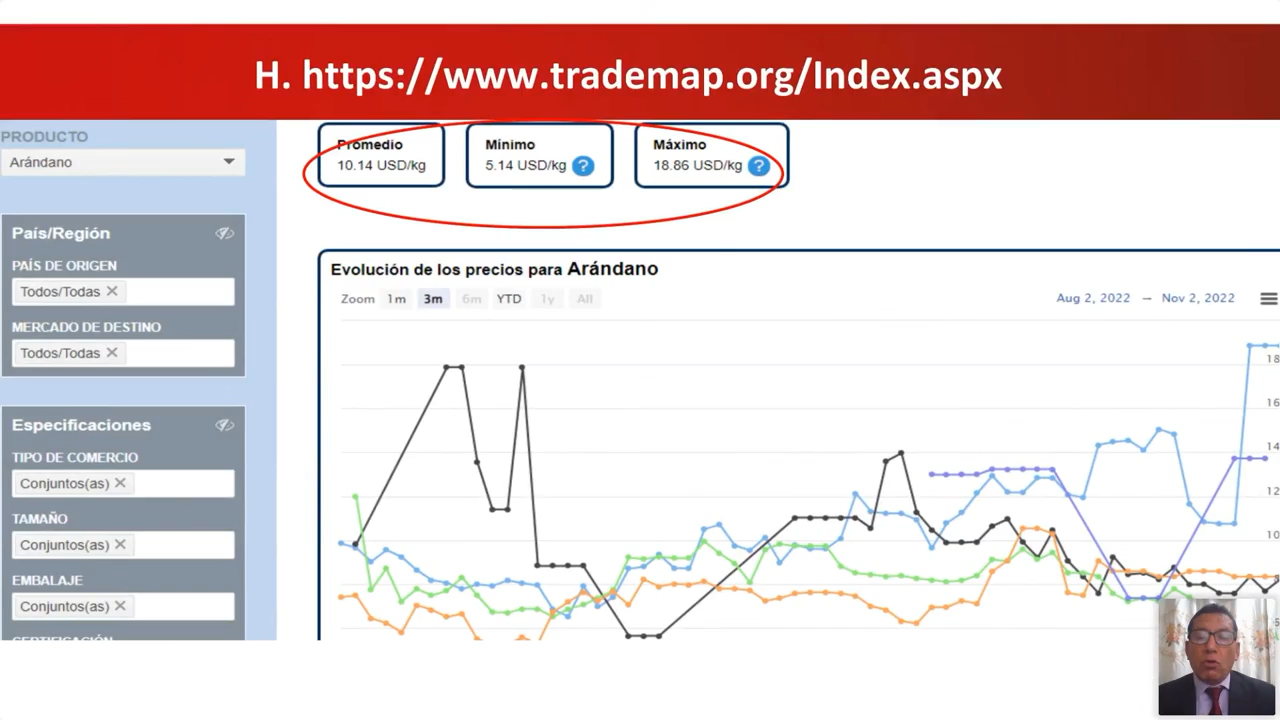 H. https://www.trademap.org/Index.aspx
PRODUCTO
Arándano
Promedio
10.14 USD/kg
Mínimo
5.14 USD/kg ?
Máximo
18.86 USD/kg ?
País/Región
PAÍS DE ORIGEN
Todos/Todas ×
MERCADO DE DESTINO
Todos/Todas ×
Especificaciones
TIPO DE COMERCIO
Conjuntos(as) ×
TAMAÑO
Conjuntos(as) ×
EMBALAJE
Conjuntos(as) ×
CERTIFICACIÓN
Evolución de los precios para Arándano
Zoom 1m 3m 6m YTD 1y All
Aug 2, 2022 – Nov 2, 2022
18
16
14
12
10